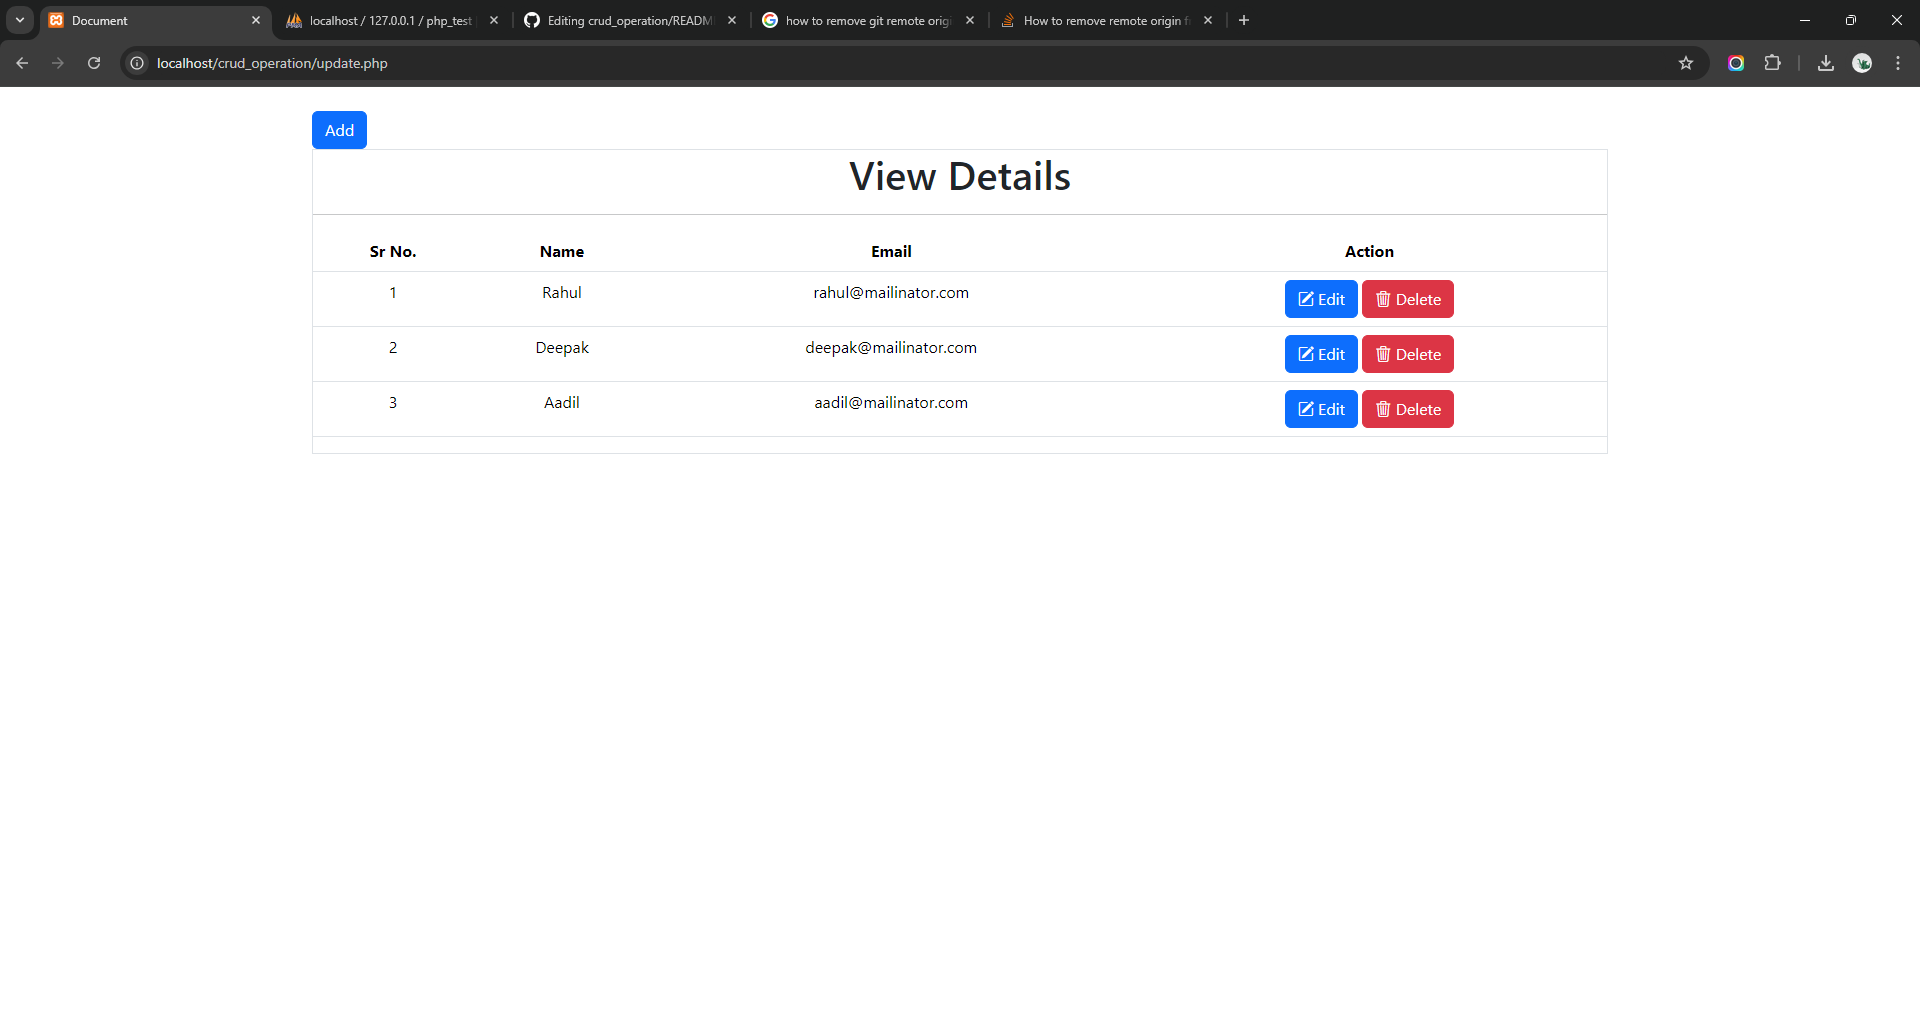 Document
localhost / 127.0.0.1 / php_test
Editing crud_operation/READM
how to remove git remote origi
How to remove remote origin f
localhost/crud_operation/update.php
Add
View Details
Sr No. Name Email Action
1 Rahul rahul@mailinator.com Edit Delete
2 Deepak deepak@mailinator.com Edit Delete
3 Aadil aadil@mailinator.com Edit Delete